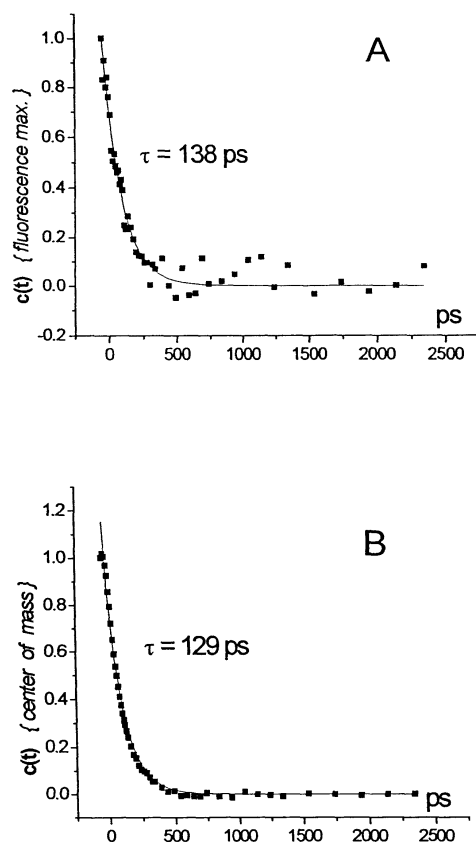 A
1.0
0.8
0.6
0.4
0.2
0.0
-0.2
c(t) { fluorescence max. }
τ = 138 ps
ps
0 500 1000 1500 2000 2500
B
1.2
1.0
0.8
0.6
0.4
0.2
0.0
c(t) { center of mass }
τ = 129 ps
ps
0 500 1000 1500 2000 2500